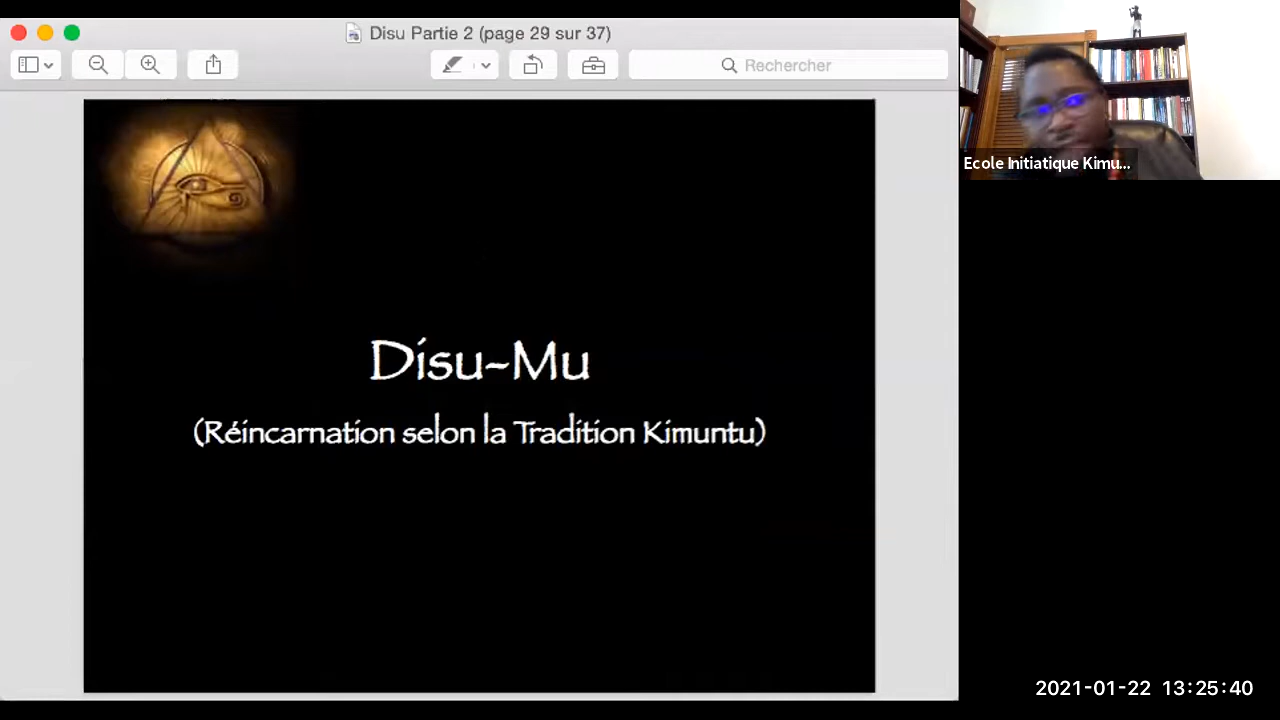 Disu Partie 2 (page 29 sur 37)
Rechercher
Disu-Mu
(Réincarnation selon la Tradition Kimuntu)
Ecole Initiatique Kimu...
2021-01-22 13:25:40